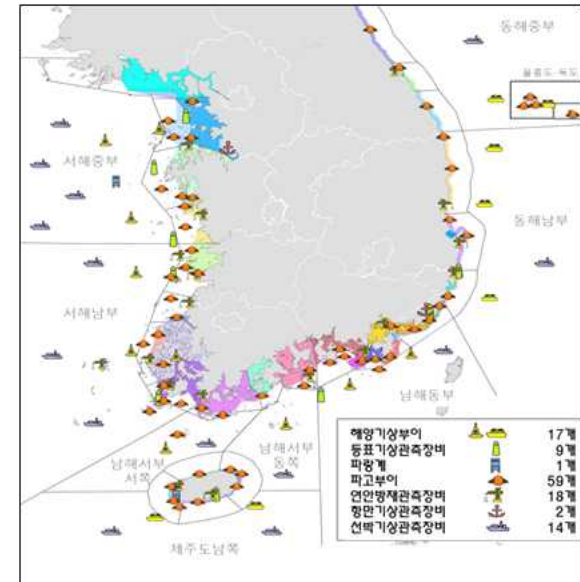 동해중부
울릉도·독도
서해중부
동해남부
서해남부
남해동부
남해서부
동쪽
남해서부
서쪽
제주도남쪽
해양기상부이 17개
등표기상관측장비 9개
파랑계 1개
파고부이 59개
연안방재관측장비 18개
항만기상관측장비 2개
선박기상관측장비 14개